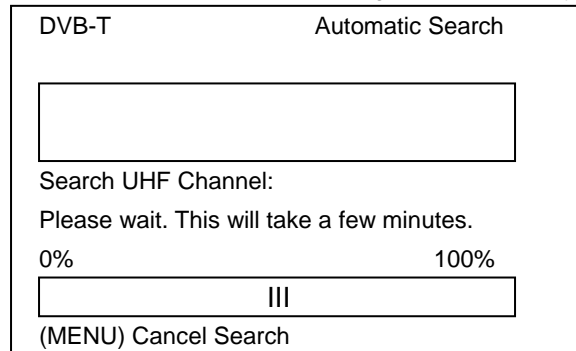 DVB-T Automatic Search
Search UHF Channel:
Please wait. This will take a few minutes.
0% 100%
III
(MENU) Cancel Search